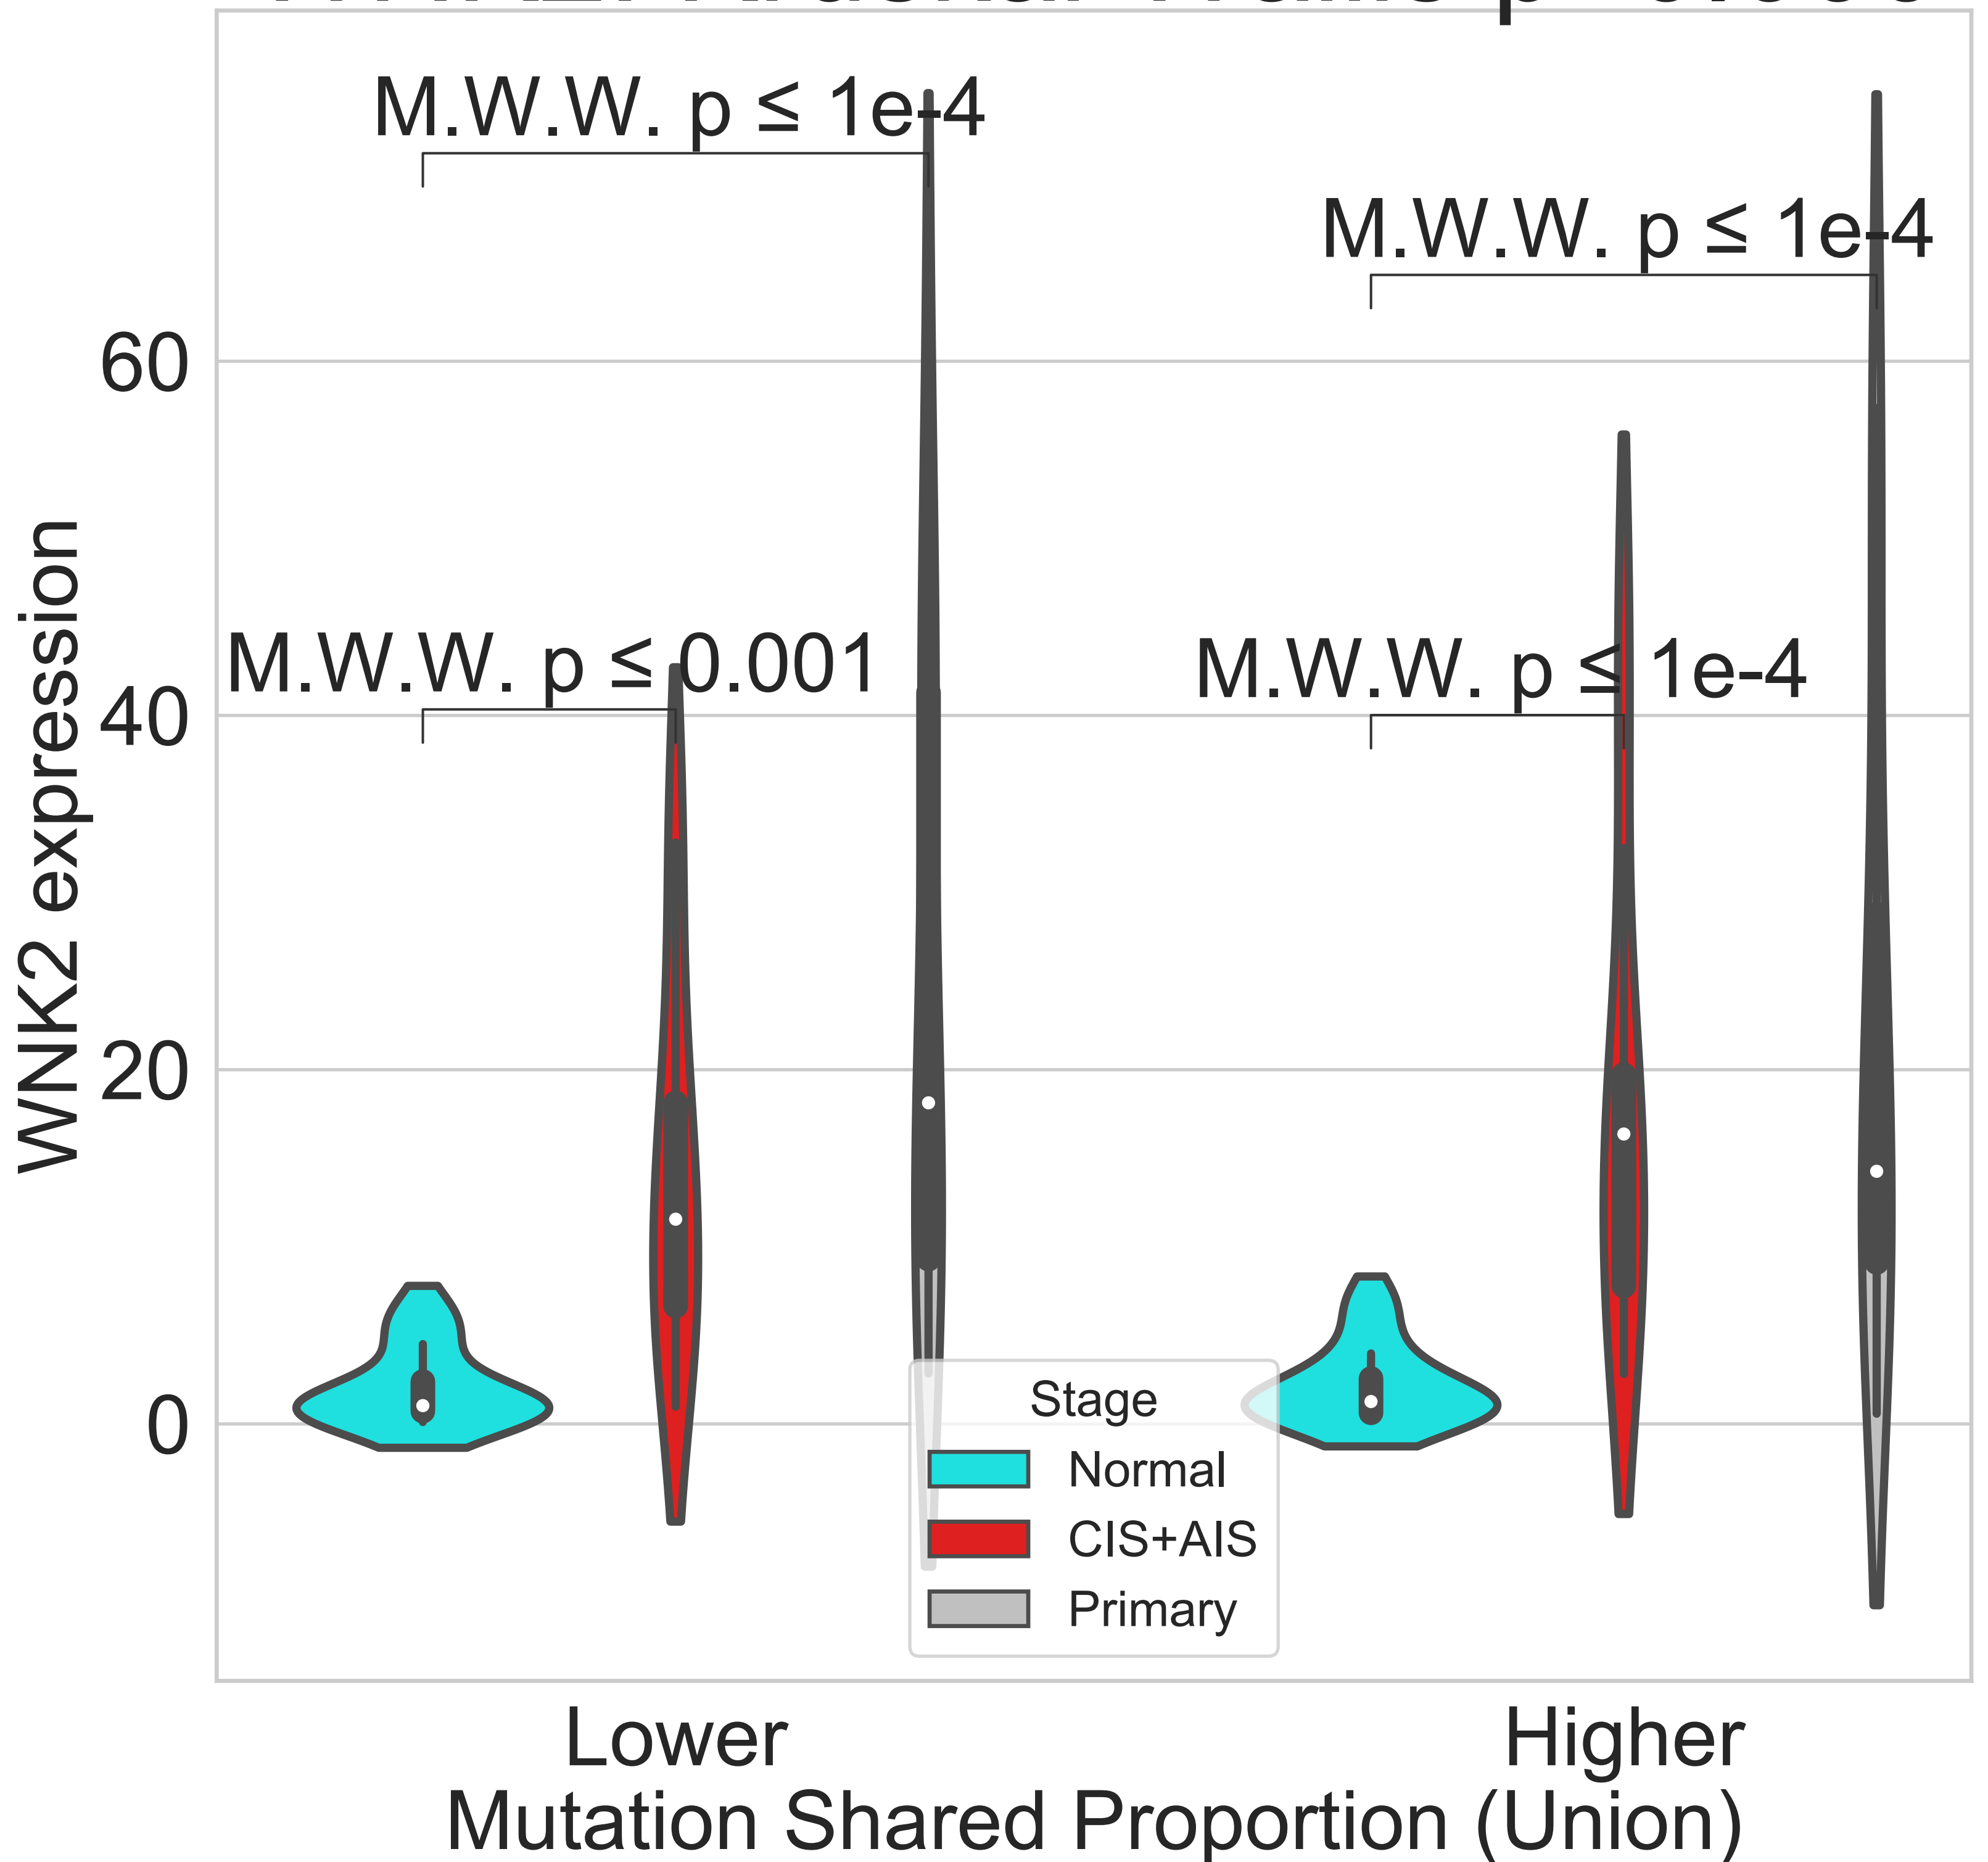 M.W.W. p ≤ 1e-4
M.W.W. p ≤ 1e-4
M.W.W. p ≤ 0.001
M.W.W. p ≤ 1e-4
WNK2 expression
60
40
20
0
Stage
Normal
CIS+AIS
Primary
Lower
Higher
Mutation Shared Proportion (Union)